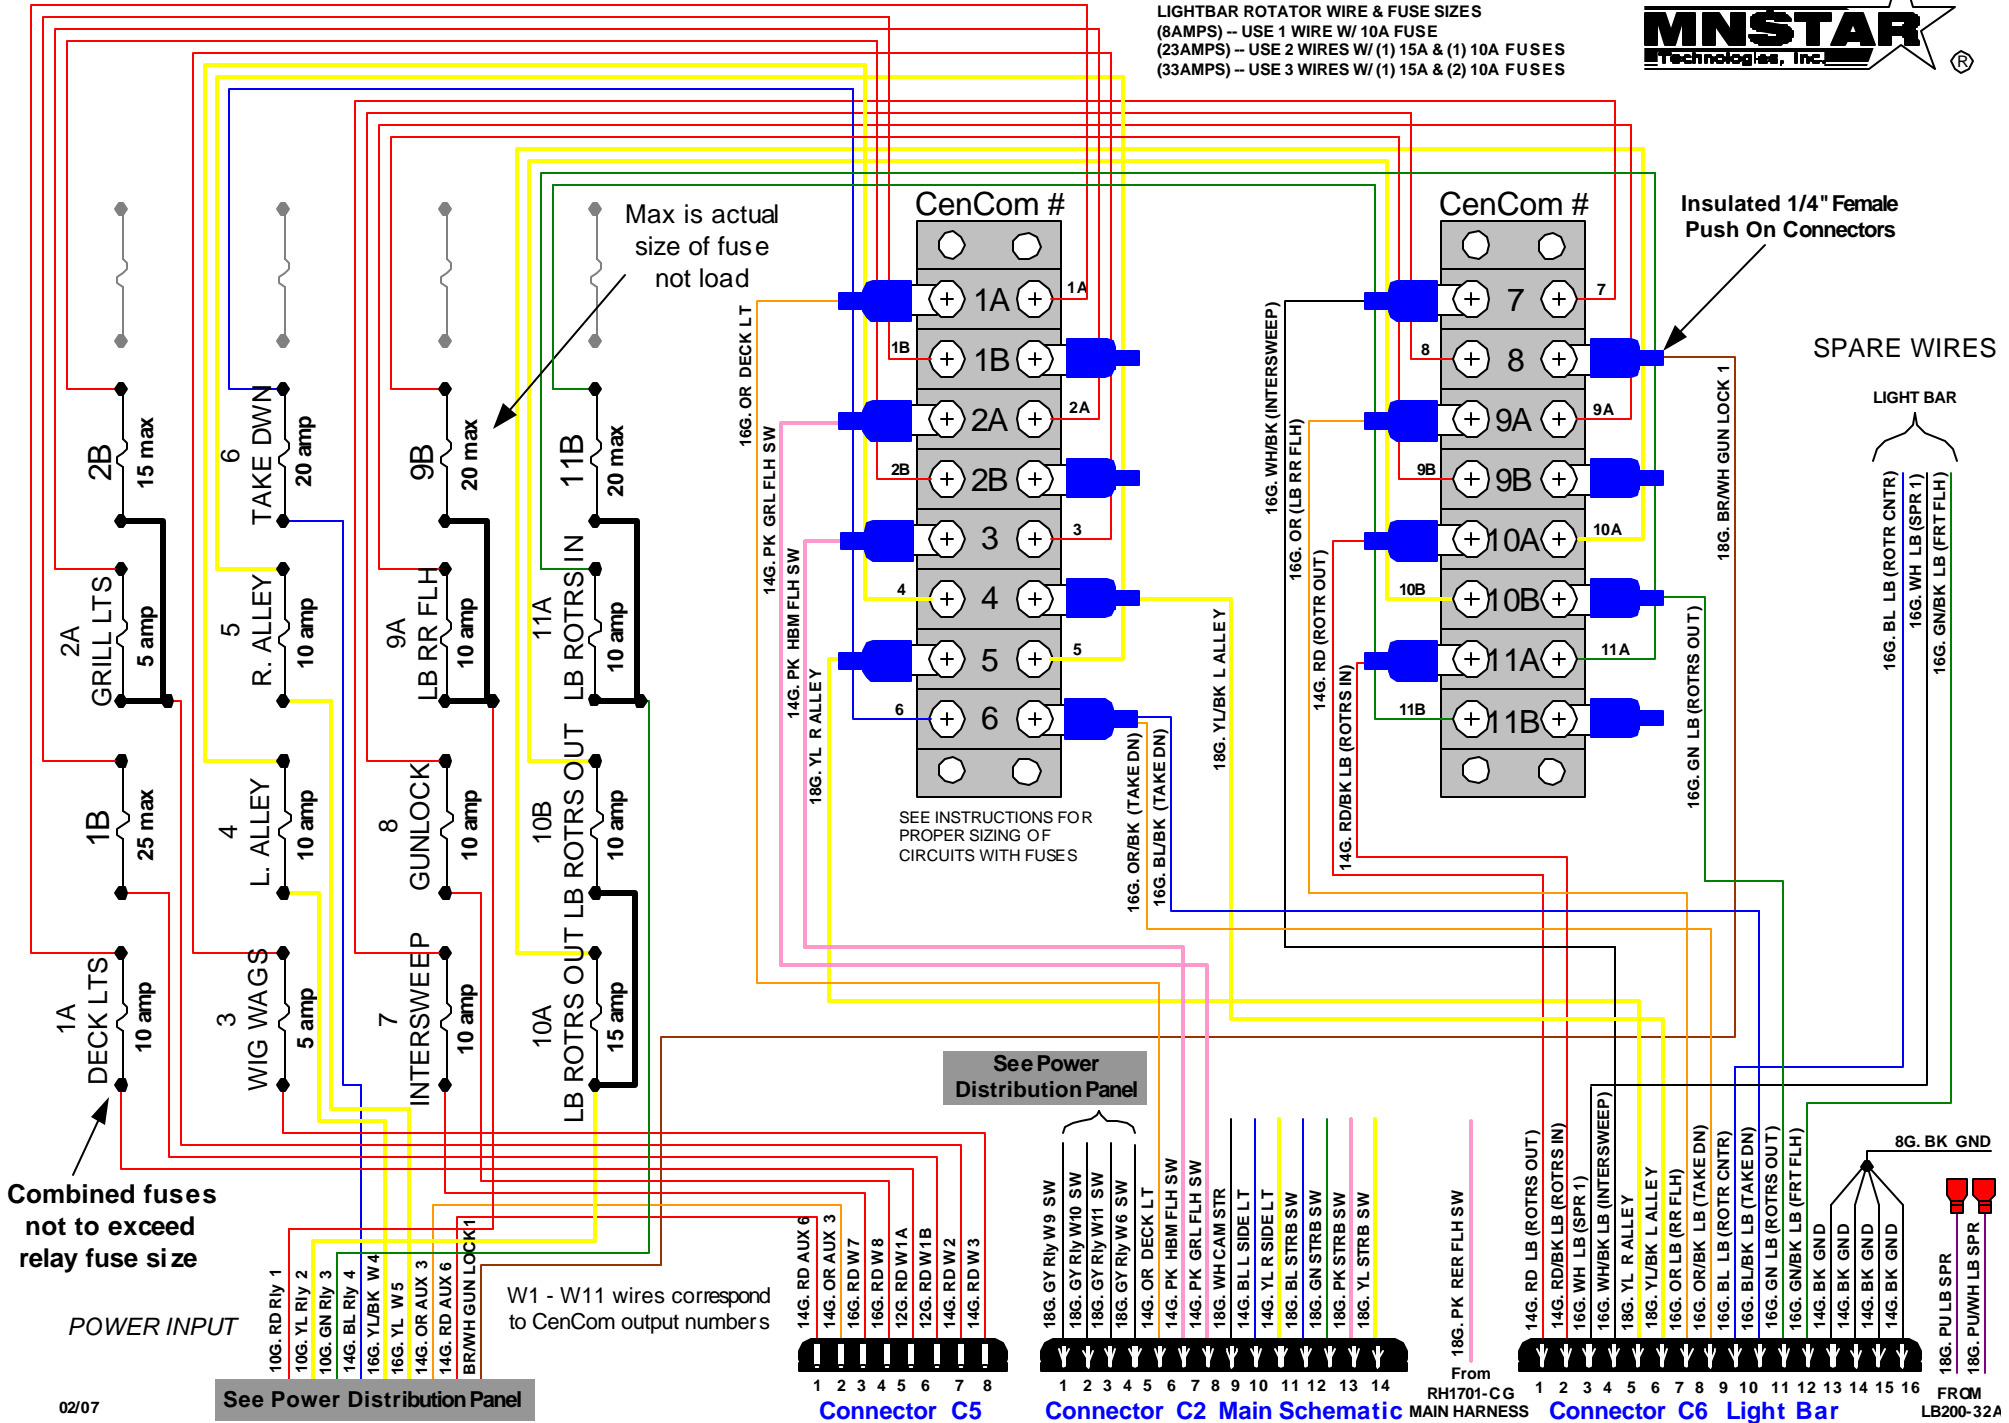 LIGHTBAR ROTATOR WIRE & FUSE SIZES
(8AMPS) -- USE 1 WIRE W/ 10A FUSE
(23AMPS) -- USE 2 WIRES W/ (1) 15A & (1) 10A FUSES
(33AMPS) -- USE 3 WIRES W/ (1) 15A & (2) 10A FUSES
MNSTAR
Technologies, Inc.
®
Max is actual
size of fuse
not load
CenCom #
CenCom #
Insulated 1/4" Female
Push On Connectors
SPARE WIRES
LIGHT BAR
2B
15 max
6
TAKE DWN
20 amp
9B
20 max
11B
20 max
2A
GRILL LTS
5 amp
5
R. ALLEY
10 amp
9A
LB RR FLH
10 amp
11A
LB ROTRS IN
10 amp
1B
25 max
4
L. ALLEY
10 amp
8
GUNLOCK
10 amp
10B
LB ROTRS OUT
10 amp
1A
DECK LTS
10 amp
3
WIG WAGS
5 amp
7
INTERSWEEP
10 amp
10A
LB ROTRS OUT
15 amp
1A
1A
1B
1B
2A
2A
2B
2B
3
3
4
4
5
5
6
6
7
7
8
8
9A
9A
9B
9B
10A
10A
10B
10B
11A
11A
11B
11B
16G. OR DECK LT
14G. PK GRL FLH SW
14G. PK HBM FLH SW
18G. YL R ALLEY
16G. OR/BK (TAKE DN)
16G. BL/BK (TAKE DN)
18G. YL/BK L ALLEY
16G. WH/BK (INTERSWEEP)
16G. OR (LB RR FLH)
14G. RD (ROTR OUT)
14G. RD/BK LB (ROTRS IN)
16G. GN LB (ROTRS OUT)
18G. BR/WH GUN LOCK 1
16G. BL LB (ROTR CNTR)
16G. WH LB (SPR 1)
16G. GN/BK LB (FRT FLH)
SEE INSTRUCTIONS FOR
PROPER SIZING OF
CIRCUITS WITH FUSES
See Power
Distribution Panel
8G. BK GND
Combined fuses
not to exceed
relay fuse size
POWER INPUT
10G. RD Rly 1
10G. YL Rly 2
10G. GN Rly 3
14G. BL Rly 4
16G. YL/BK W4
16G. YL W5
14G. OR AUX 3
14G. RD AUX 6
BR/WH GUN LOCK1
See Power Distribution Panel
02/07
W1 - W11 wires correspond
to CenCom output numbers
14G. RD AUX 6
14G. OR AUX 3
16G. RD W7
16G. RD W8
12G. RD W1A
12G. RD W1B
14G. RD W2
14G. RD W3
1 2 3 4 5 6 7 8
Connector C5
18G. GY Rly W9 SW
18G. GY Rly W10 SW
18G. GY Rly W11 SW
18G. GY Rly W6 SW
14G. OR DECK LT
14G. PK HBM FLH SW
14G. PK GRL FLH SW
18G. WH CAM STR
14G. BL L SIDE LT
14G. YL R SIDE LT
18G. BL STRB SW
18G. GN STRB SW
18G. PK STRB SW
18G. YL STRB SW
1 2 3 4 5 6 7 8 9 10 11 12 13 14
Connector C2 Main Schematic
18G. PK RER FLH SW
From
RH1701-CG
MAIN HARNESS
14G. RD LB (ROTRS OUT)
14G. RD/BK LB (ROTRS IN)
16G. WH LB (SPR 1)
16G. WH/BK LB (INTERSWEEP)
18G. YL R ALLEY
18G. YL/BK L ALLEY
16G. OR LB (RR FLH)
16G. OR/BK LB (TAKE DN)
16G. BL LB (ROTR CNTR)
16G. BL/BK LB (TAKE DN)
16G. GN LB (ROTRS OUT)
16G. GN/BK LB (FRT FLH)
14G. BK GND
14G. BK GND
14G. BK GND
14G. BK GND
1 2 3 4 5 6 7 8 9 10 11 12 13 14 15 16
Connector C6 Light Bar
18G. PU LB SPR
18G. PU/WH LB SPR
FROM
LB200-32A